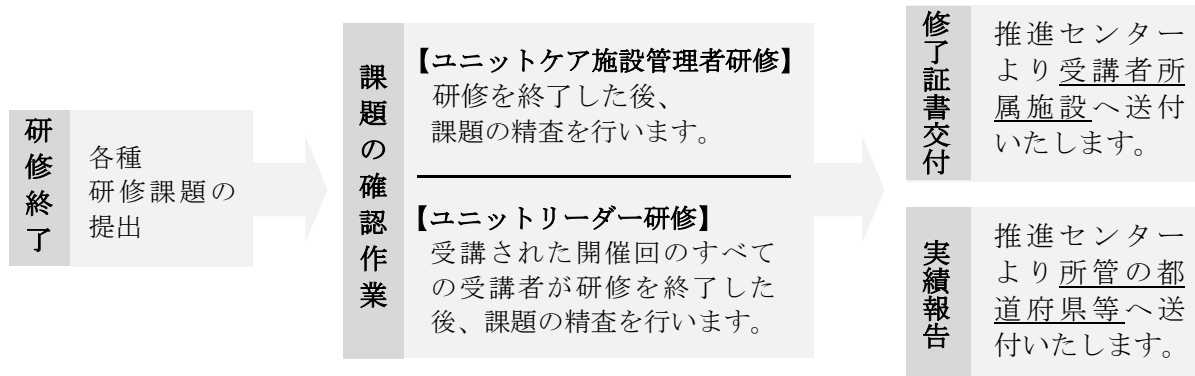 研修終了
各種
研修課題の
提出
課題の確認作業
【ユニットケア施設管理者研修】
研修を終了した後、
課題の精査を行います。
【ユニットリーダー研修】
受講された開催回のすべて
の受講者が研修を終了した
後、課題の精査を行います。
修了証書交付
推進センター
より受講者所
属施設へ送付
いたします。
実績報告
推進センター
より所管の都
道府県等へ送
付いたします。